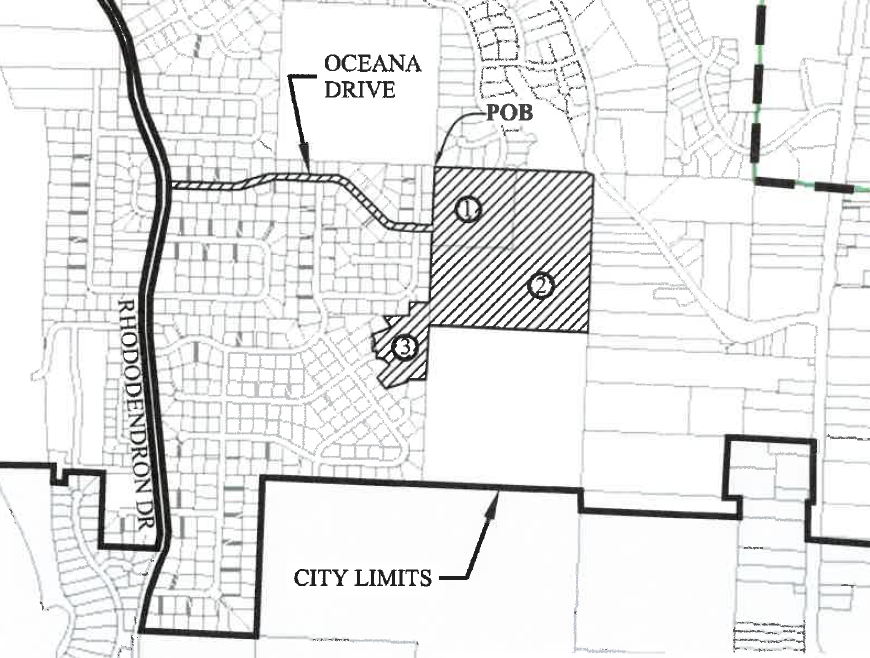 OCEANA
DRIVE
POB
1
2
3
RHODODENDRON DR
CITY LIMITS